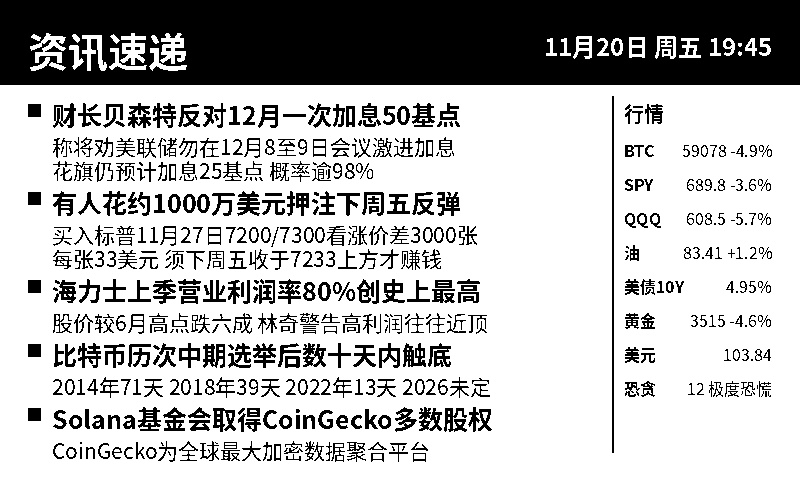 资讯速递
11月20日 周五 19:45
财长贝森特反对12月一次加息50基点
称将劝美联储勿在12月8至9日会议激进加息
花旗仍预计加息25基点 概率逾98%
有人花约1000万美元押注下周五反弹
买入标普11月27日7200/7300看涨价差3000张
每张33美元 须下周五收于7233上方才赚钱
海力士上季营业利润率80%创史上最高
股价较6月高点跌六成 林奇警告高利润往往近顶
比特币历次中期选举后数十天内触底
2014年71天 2018年39天 2022年13天 2026未定
Solana基金会取得CoinGecko多数股权
CoinGecko为全球最大加密数据聚合平台
行情
BTC 59078 -4.9%
SPY 689.8 -3.6%
QQQ 608.5 -5.7%
油 83.41 +1.2%
美债10Y 4.95%
黄金 3515 -4.6%
美元 103.84
恐贪 12 极度恐慌